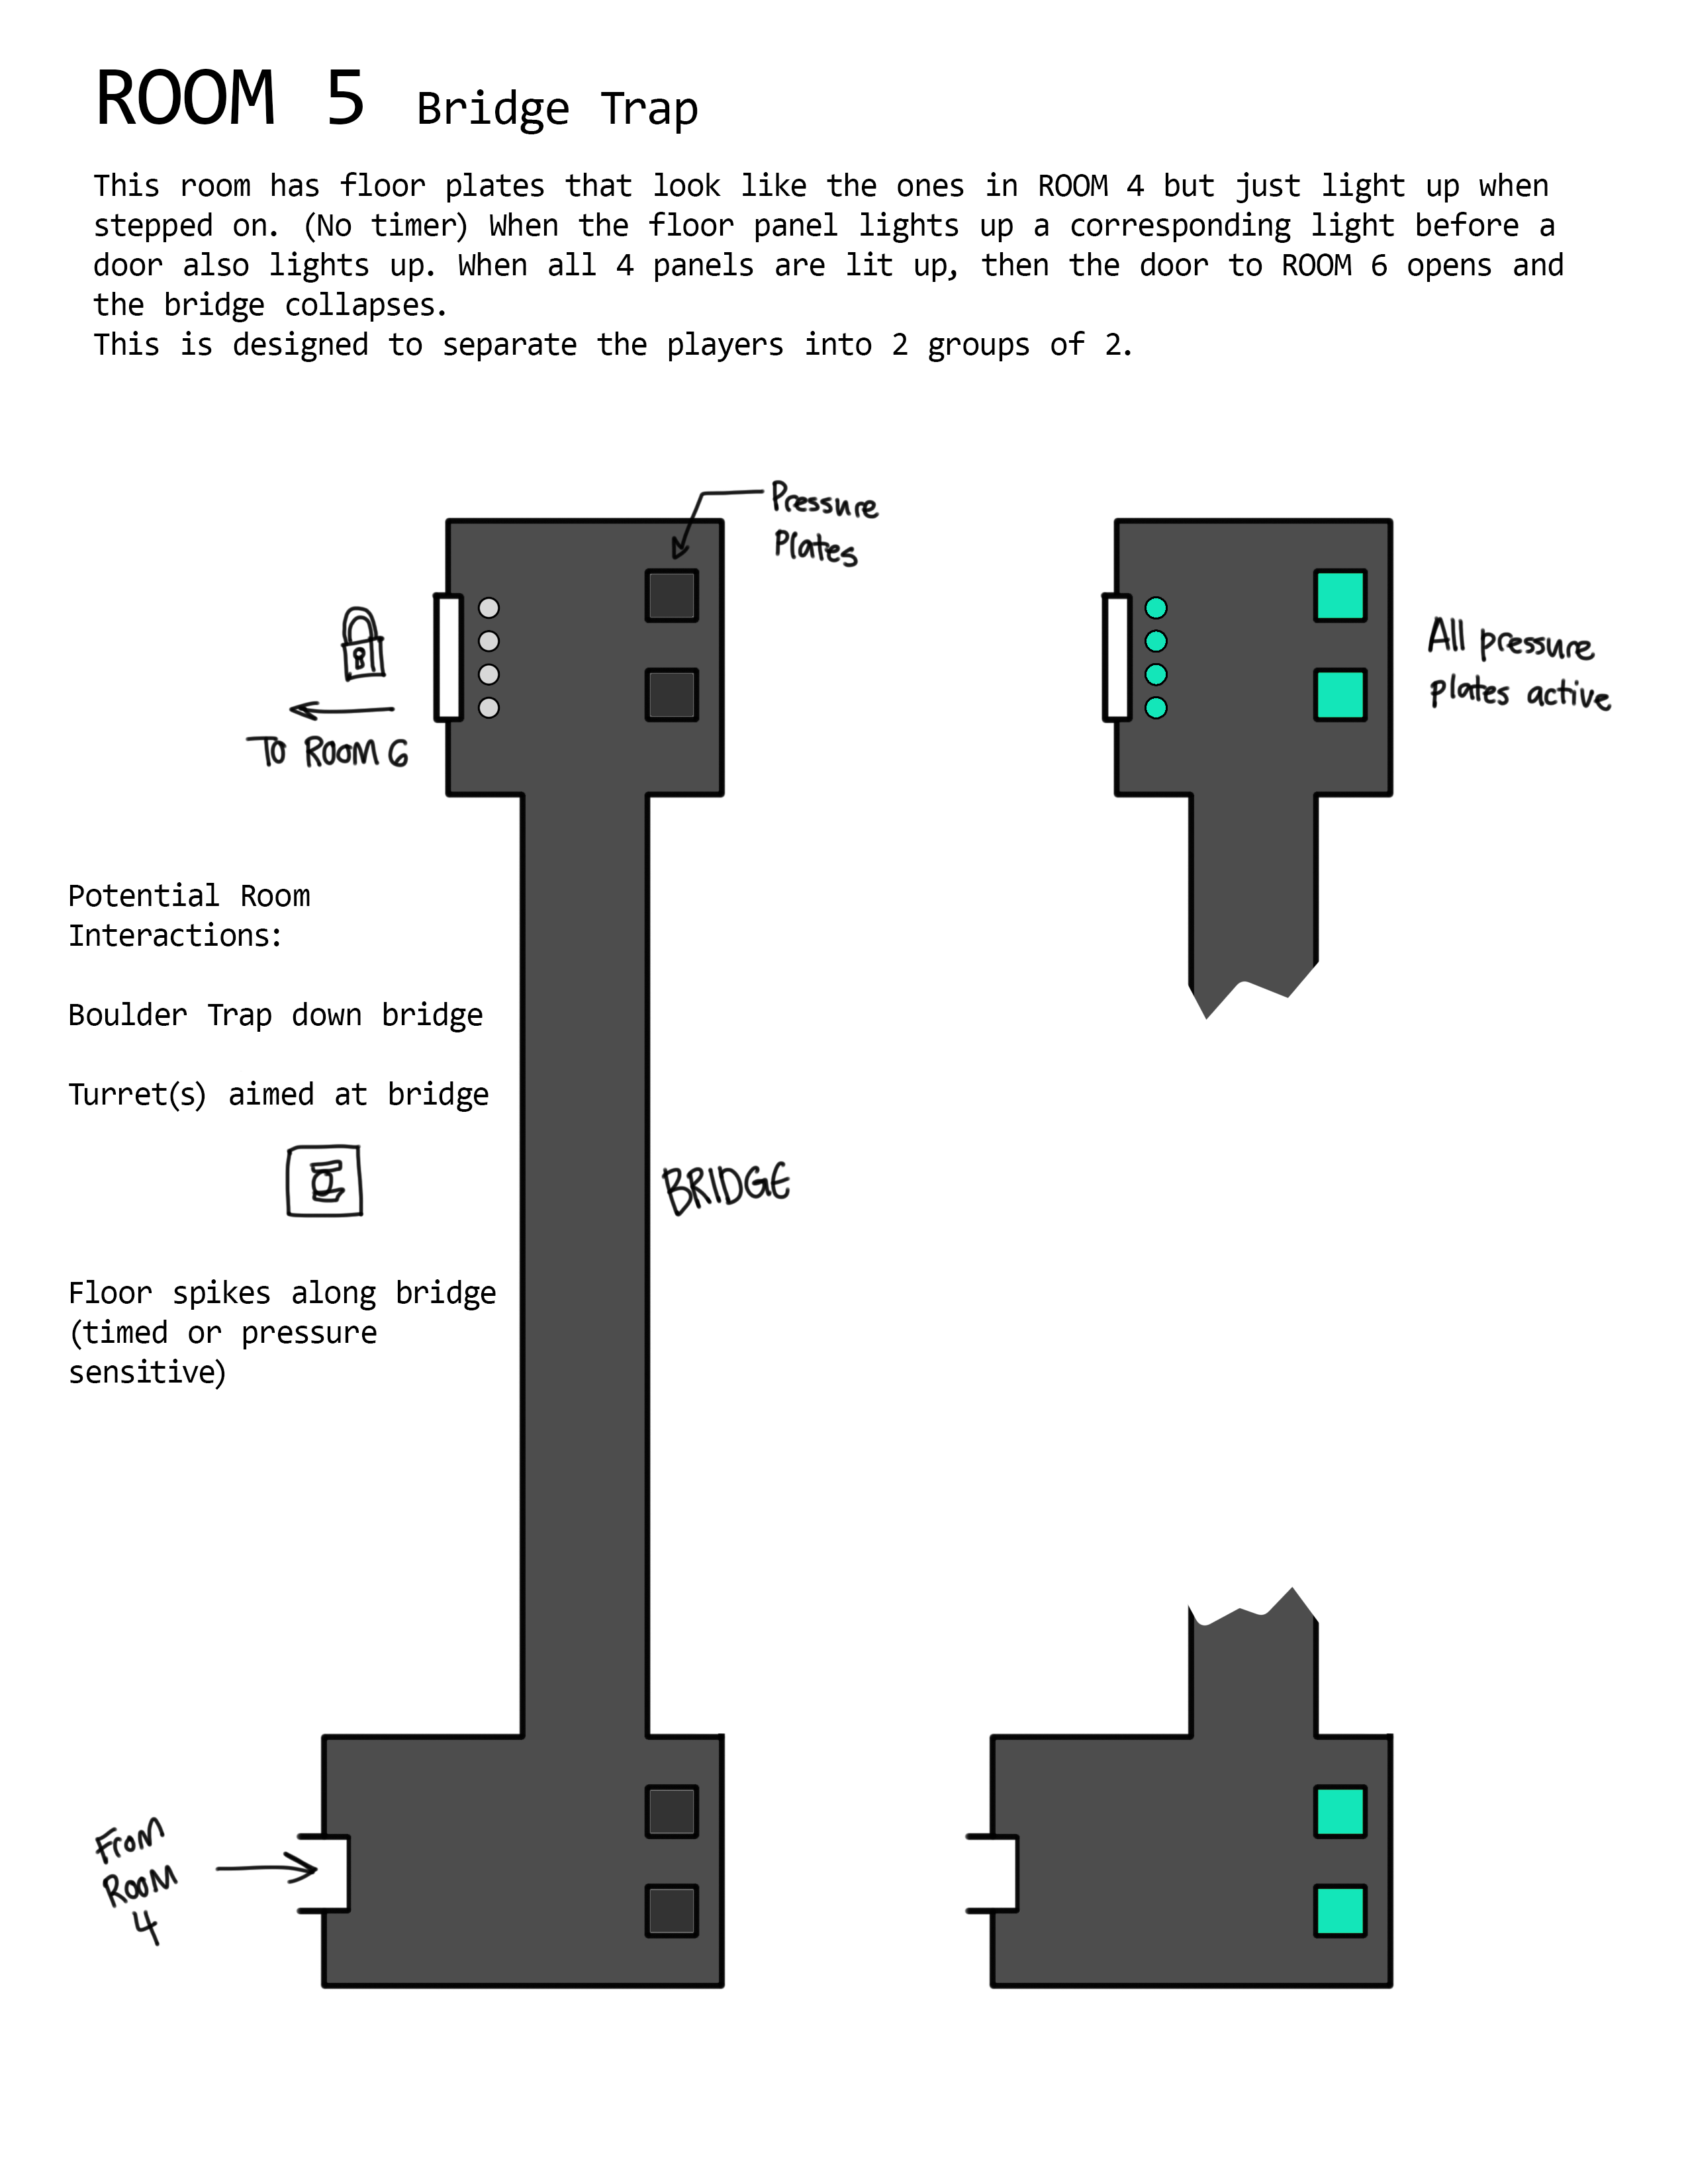 ROOM 5 Bridge Trap
This room has floor plates that look like the ones in ROOM 4 but just light up when
stepped on. (No timer) When the floor panel lights up a corresponding light before a
door also lights up. When all 4 panels are lit up, then the door to ROOM 6 opens and
the bridge collapses.
This is designed to separate the players into 2 groups of 2.
Pressure
Plates
All pressure
plates active
To ROOM 6
Potential Room
Interactions:
Boulder Trap down bridge
Turret(s) aimed at bridge
BRIDGE
Floor spikes along bridge
(timed or pressure
sensitive)
From
ROOM
4